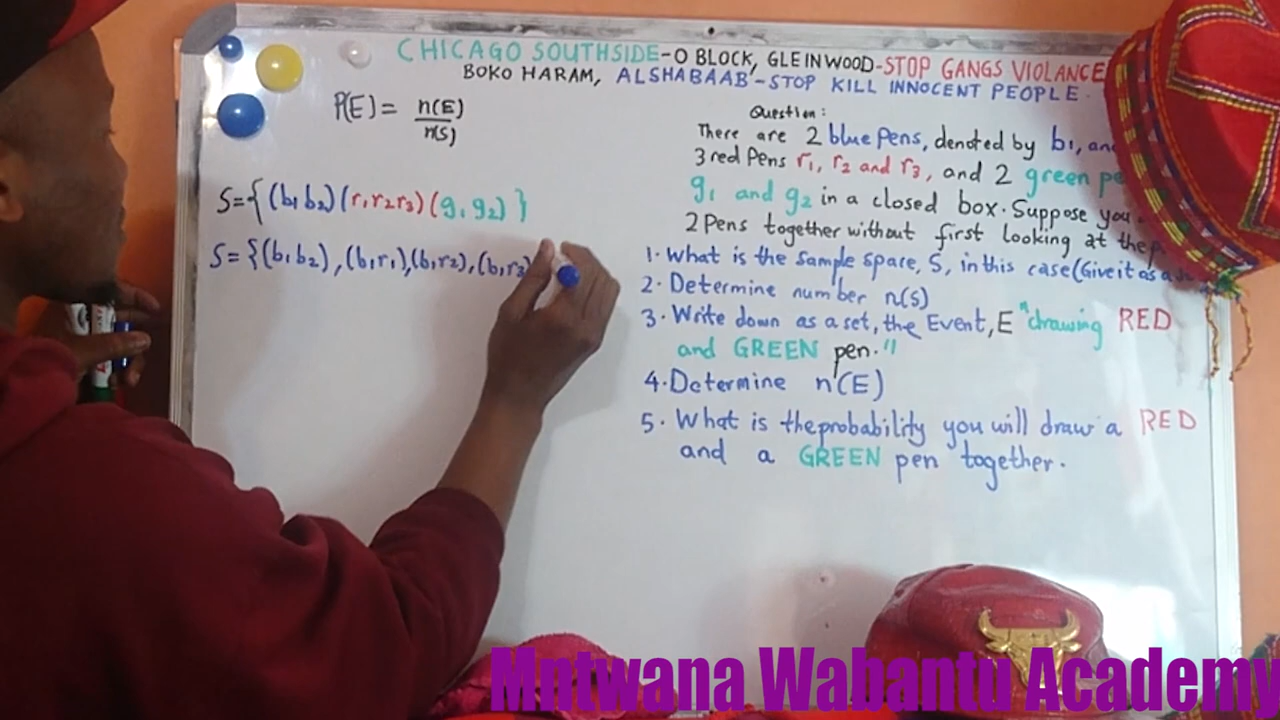 CHICAGO SOUTHSIDE-O BLOCK, GLEINWOOD-STOP GANGS VIOLANCE
BOKO HARAM, ALSHABAAB-STOP KILL INNOCENT PEOPLE
P(E) = n(E)
n(S)
S={(b1 b2)(r1 r2 r3)(g1 g2)}
S={(b1 b2),(b1 r1),(b1 r2),(b1 r3)
Question:
There are 2 blue Pens, denoted by b1,
3 red Pens r1, r2 and r3, and 2 green
g1 and g2 in a closed box. Suppose you
2 Pens together without first looking at the
1. What is the Sample space, S, in this case (Give it as a
2. Determine number n(s)
3. Write down as a set, the Event, E "drawing RED
and GREEN pen."
4. Determine n(E)
5. What is the probability you will draw a RED
and a GREEN pen together.
Mntwana Wabantu Academy